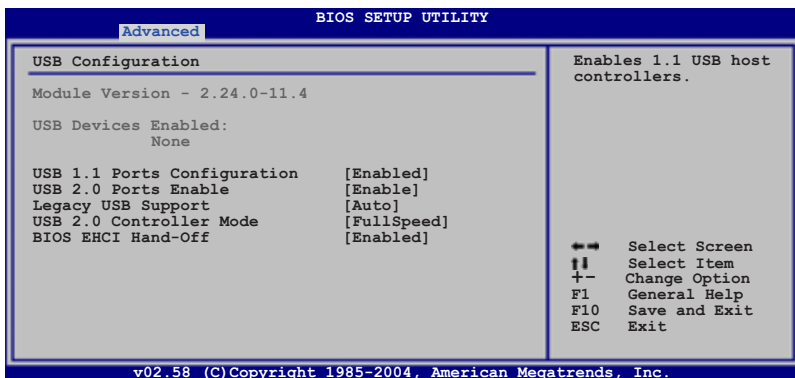 BIOS SETUP UTILITY
Advanced
USB Configuration
Module Version - 2.24.0-11.4
USB Devices Enabled:
None
USB 1.1 Ports Configuration [Enabled]
USB 2.0 Ports Enable [Enable]
Legacy USB Support [Auto]
USB 2.0 Controller Mode [FullSpeed]
BIOS EHCI Hand-Off [Enabled]
Enables 1.1 USB host
controllers.
←→ Select Screen
↑↓ Select Item
+- Change Option
F1 General Help
F10 Save and Exit
ESC Exit
v02.58 (C)Copyright 1985-2004, American Megatrends, Inc.